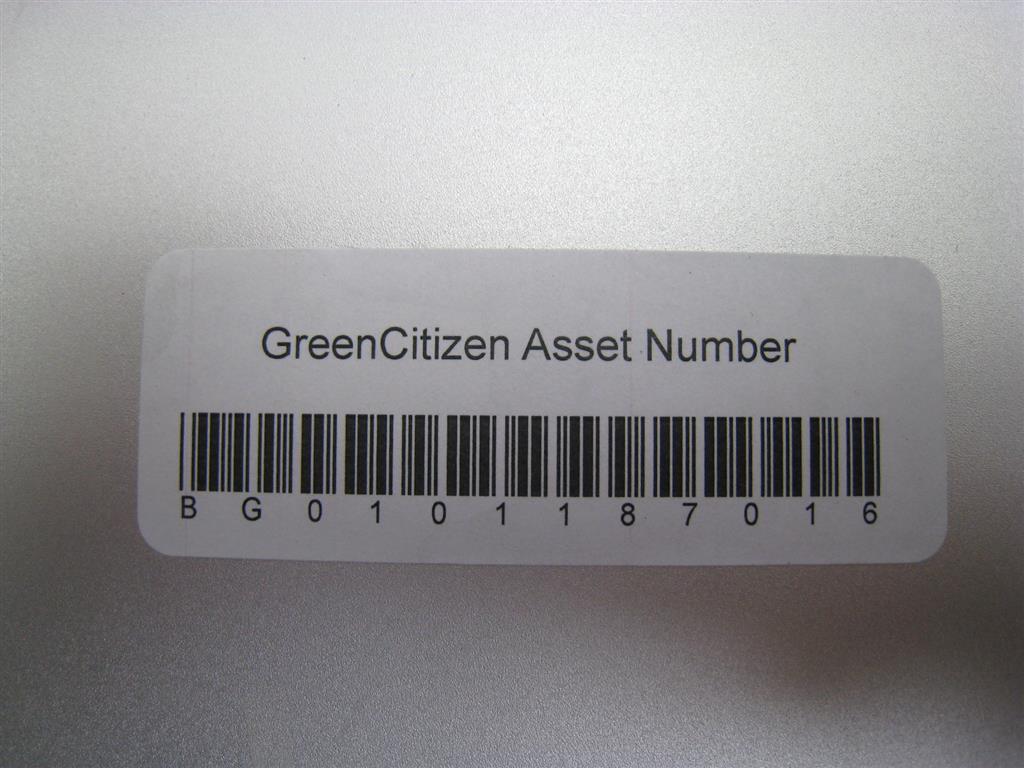 GreenCitizen Asset Number
B G 0 1 0 1 1 8 7 0 1 6